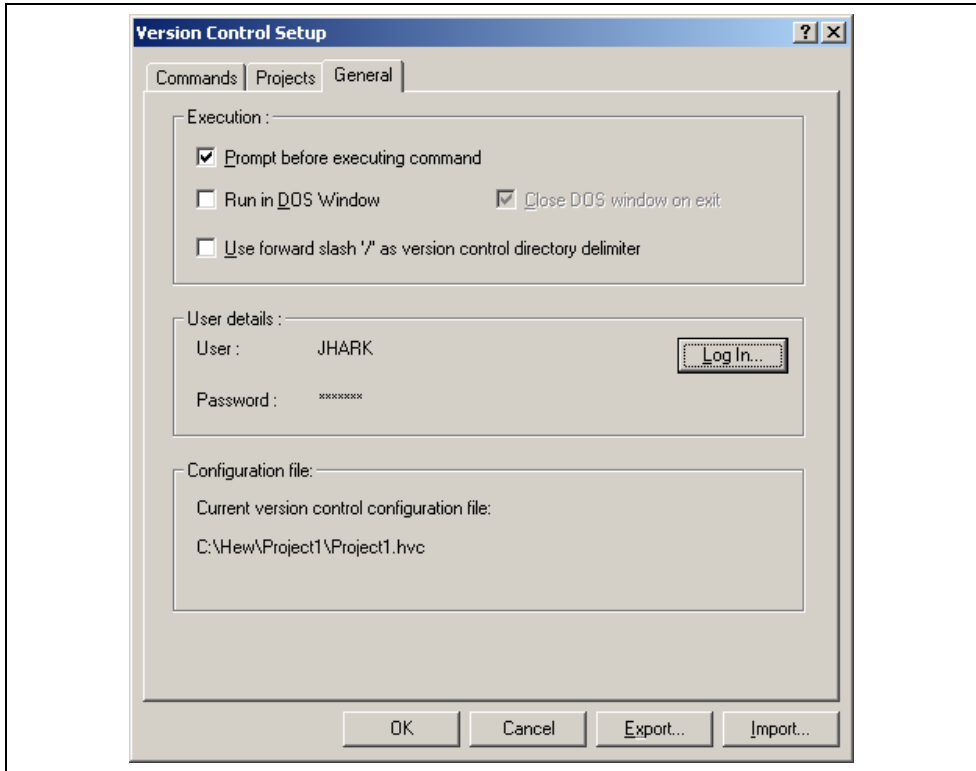 Version Control Setup
Commands Projects General
Execution :
Prompt before executing command
Run in DOS Window Close DOS window on exit
Use forward slash '/' as version control directory delimiter
User details :
User : JHARK
Log In...
Password : *******
Configuration file:
Current version control configuration file:
C:\Hew\Project1\Project1.hvc
OK Cancel Export... Import...